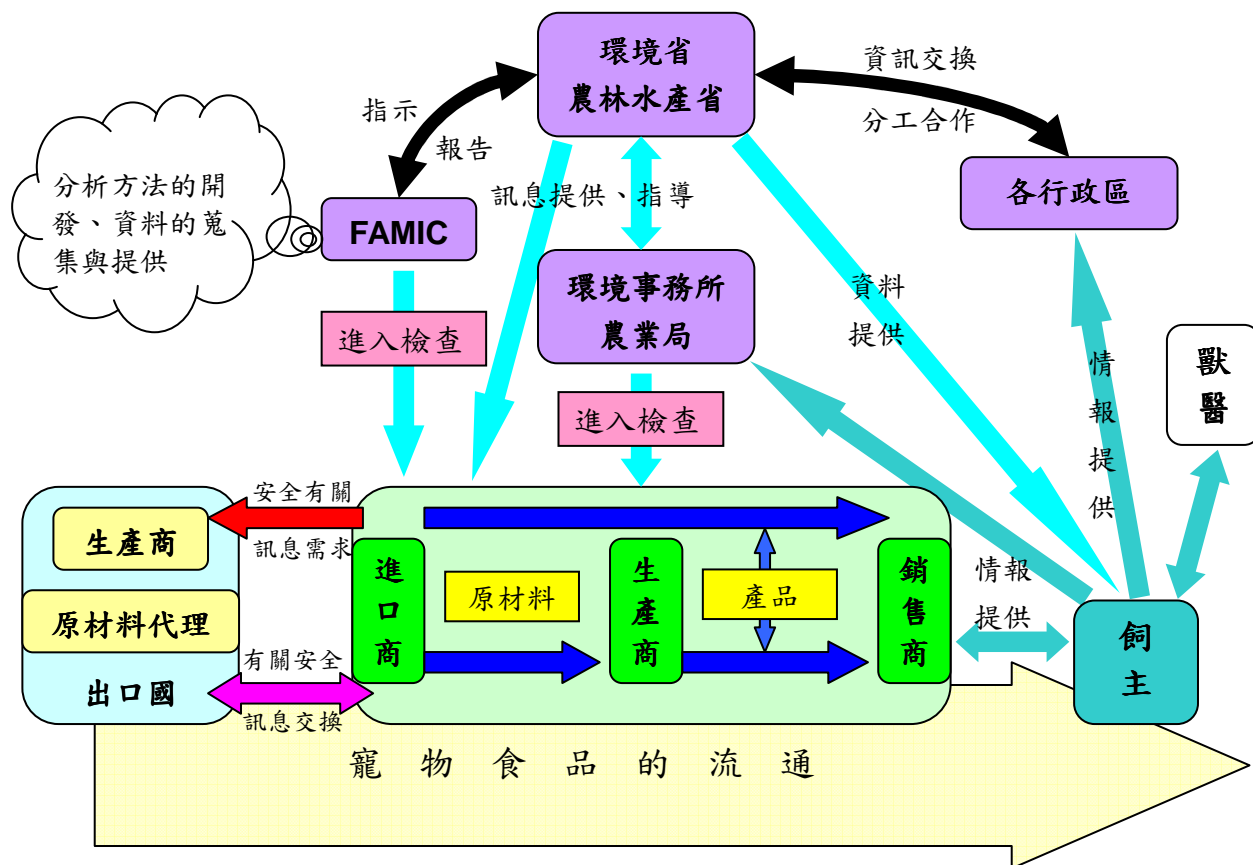 環境省
農林水產省
資訊交換
分工合作
指示
報告
分析方法的開
發、資料的蒐
集與提供
FAMIC
訊息提供、指導
各行政區
環境事務所
農業局
資料
提供
進入檢查
進入檢查
情報提供
獸醫
安全有關
訊息需求
生產商
原材料代理
出口國
有關安全
訊息交換
進口商
原材料
生產商
產品
銷售商
情報
提供
飼主
寵物食品的流通